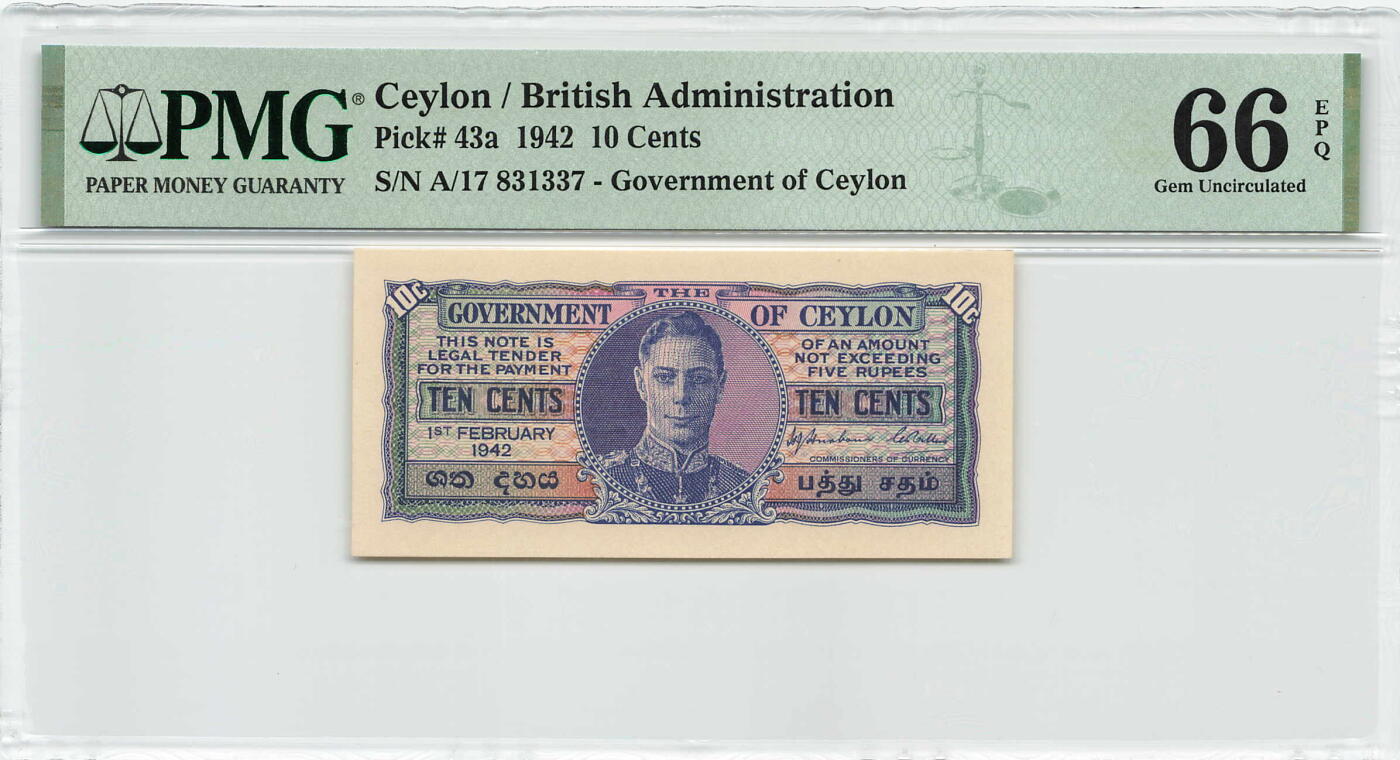 PMG®
PAPER MONEY GUARANTY
Ceylon / British Administration
Pick# 43a 1942 10 Cents
S/N A/17 831337 - Government of Ceylon
66
EPQ
Gem Uncirculated
10c
10c
THE
GOVERNMENT OF CEYLON
THIS NOTE IS
LEGAL TENDER
FOR THE PAYMENT
OF AN AMOUNT
NOT EXCEEDING
FIVE RUPEES
TEN CENTS
TEN CENTS
1ST FEBRUARY
1942
COMMISSIONERS OF CURRENCY
ශත දහය
பத்து சதம்